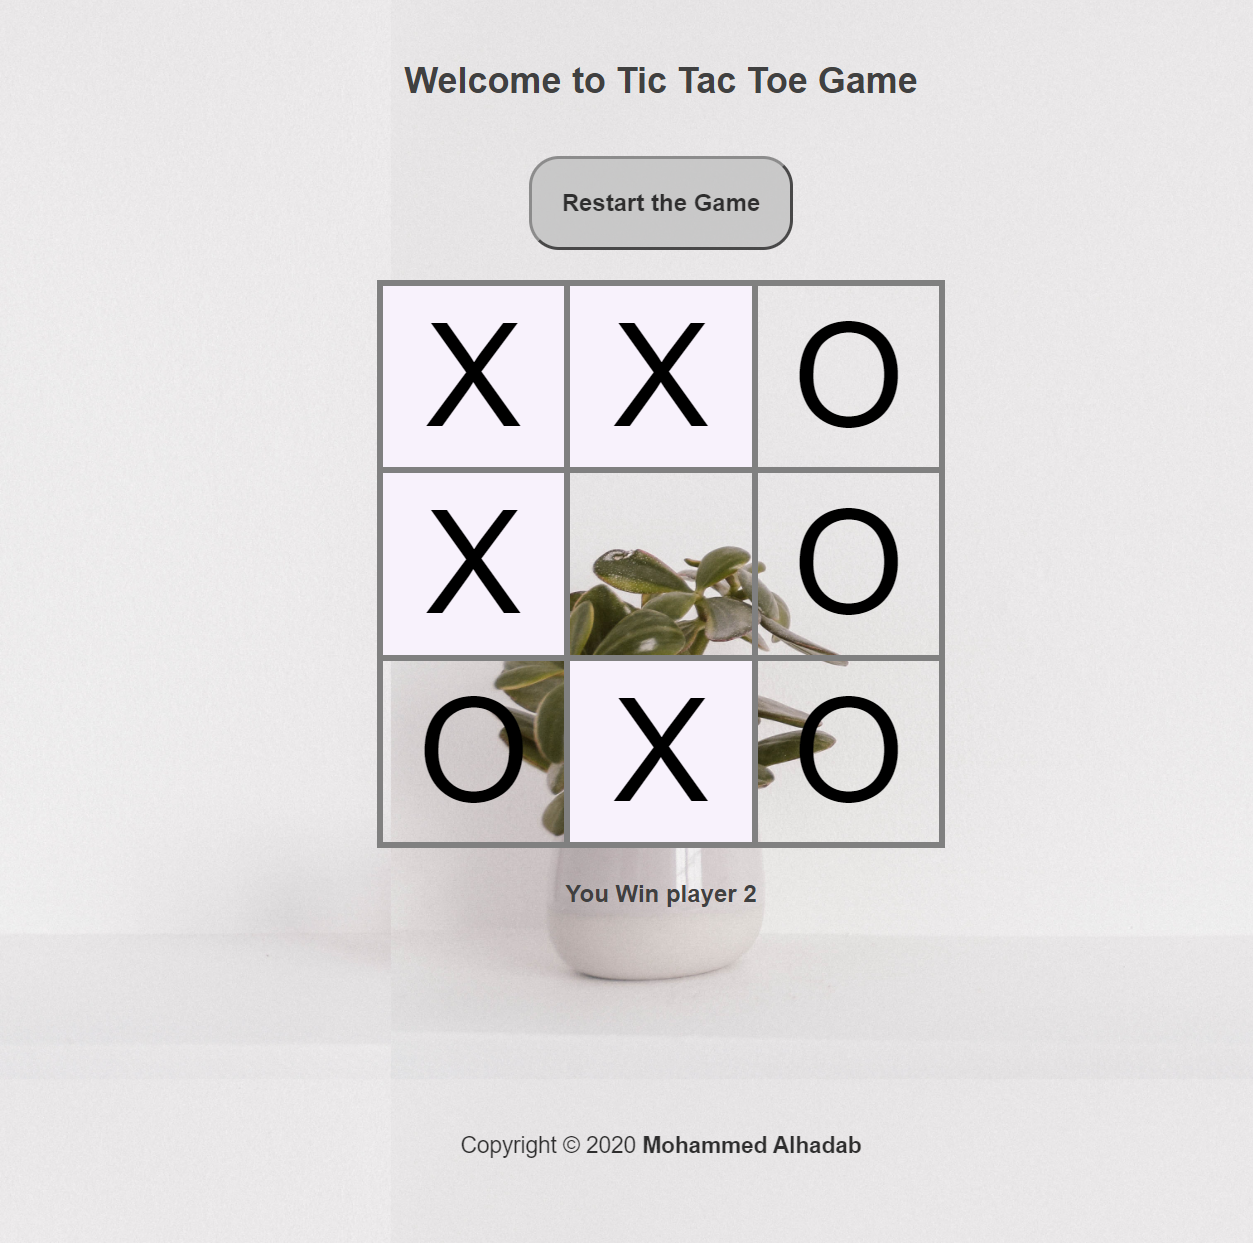 Welcome to Tic Tac Toe Game
Restart the Game
X X O
X O
O X O
You Win player 2
Copyright © 2020 Mohammed Alhadab